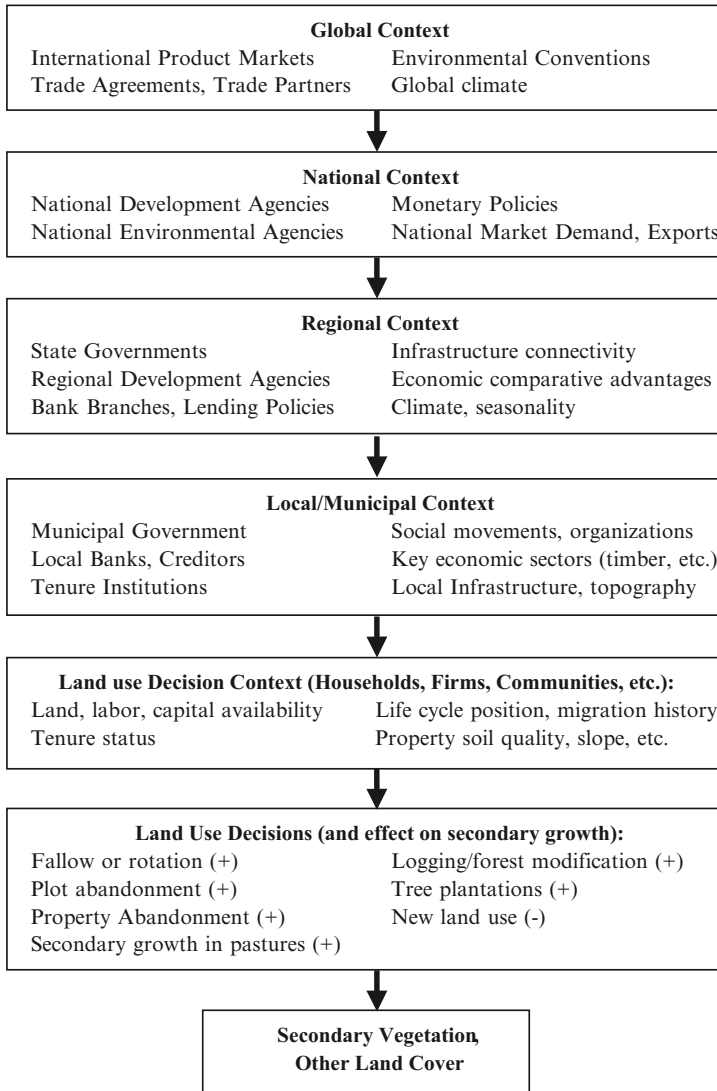 Global Context
International Product Markets Environmental Conventions
Trade Agreements, Trade Partners Global climate
National Context
National Development Agencies Monetary Policies
National Environmental Agencies National Market Demand, Exports
Regional Context
State Governments Infrastructure connectivity
Regional Development Agencies Economic comparative advantages
Bank Branches, Lending Policies Climate, seasonality
Local/Municipal Context
Municipal Government Social movements, organizations
Local Banks, Creditors Key economic sectors (timber, etc.)
Tenure Institutions Local Infrastructure, topography
Land use Decision Context (Households, Firms, Communities, etc.):
Land, labor, capital availability Life cycle position, migration history
Tenure status Property soil quality, slope, etc.
Land Use Decisions (and effect on secondary growth):
Fallow or rotation (+) Logging/forest modification (+)
Plot abandonment (+) Tree plantations (+)
Property Abandonment (+) New land use (-)
Secondary growth in pastures (+)
Secondary Vegetation,
Other Land Cover